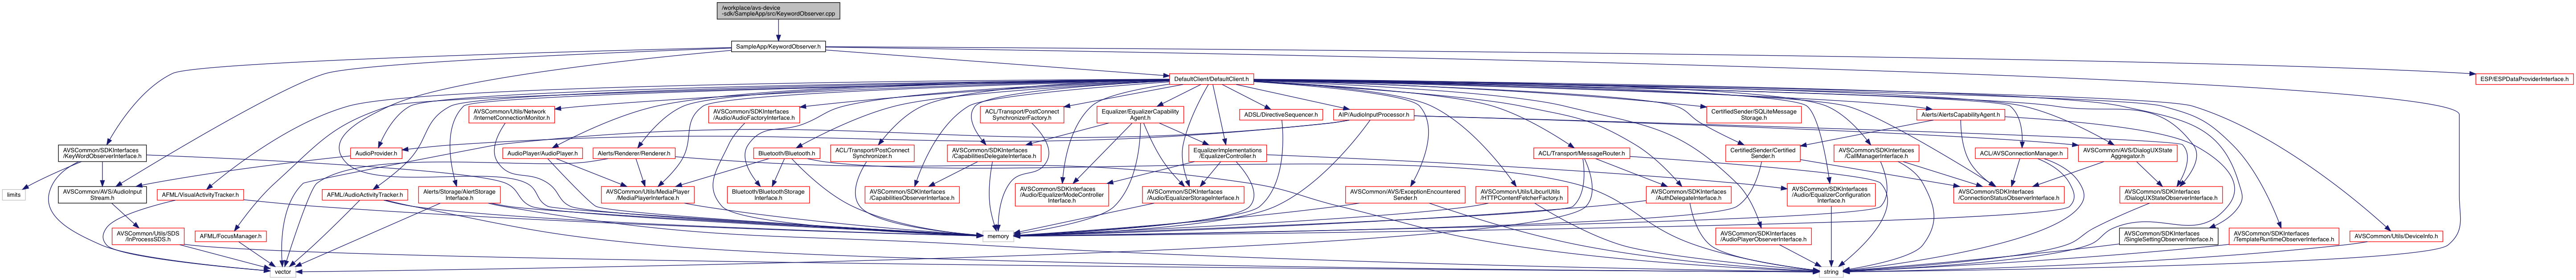 /workplace/avs-device
-sdk/SampleApp/src/KeywordObserver.cpp
SampleApp/KeywordObserver.h
DefaultClient/DefaultClient.h
ESP/ESPDataProviderInterface.h
AVSCommon/Utils/Network
/InternetConnectionMonitor.h
AVSCommon/SDKInterfaces
/Audio/AudioFactoryInterface.h
ACL/Transport/PostConnect
SynchronizerFactory.h
Equalizer/EqualizerCapability
Agent.h
ADSL/DirectiveSequencer.h
AIP/AudioInputProcessor.h
CertifiedSender/SQLiteMessage
Storage.h
Alerts/AlertsCapabilityAgent.h
AVSCommon/SDKInterfaces
/KeyWordObserverInterface.h
AudioProvider.h
AudioPlayer/AudioPlayer.h
Alerts/Renderer/Renderer.h
Bluetooth/Bluetooth.h
ACL/Transport/PostConnect
Synchronizer.h
AVSCommon/SDKInterfaces
/CapabilitiesDelegateInterface.h
EqualizerImplementations
/EqualizerController.h
ACL/Transport/MessageRouter.h
CertifiedSender/Certified
Sender.h
AVSCommon/SDKInterfaces
/CallManagerInterface.h
ACL/AVSConnectionManager.h
AVSCommon/AVS/DialogUXState
Aggregator.h
limits
AVSCommon/AVS/AudioInput
Stream.h
AFML/VisualActivityTracker.h
AFML/AudioActivityTracker.h
Alerts/Storage/AlertStorage
Interface.h
AVSCommon/Utils/MediaPlayer
/MediaPlayerInterface.h
Bluetooth/BluetoothStorage
Interface.h
AVSCommon/SDKInterfaces
/CapabilitiesObserverInterface.h
AVSCommon/SDKInterfaces
/Audio/EqualizerModeController
Interface.h
AVSCommon/SDKInterfaces
/Audio/EqualizerStorageInterface.h
AVSCommon/AVS/ExceptionEncountered
Sender.h
AVSCommon/Utils/LibcurlUtils
/HTTPContentFetcherFactory.h
AVSCommon/SDKInterfaces
/AuthDelegateInterface.h
AVSCommon/SDKInterfaces
/Audio/EqualizerConfiguration
Interface.h
AVSCommon/SDKInterfaces
/ConnectionStatusObserverInterface.h
AVSCommon/SDKInterfaces
/DialogUXStateObserverInterface.h
AVSCommon/Utils/SDS
/InProcessSDS.h
AFML/FocusManager.h
memory
AVSCommon/SDKInterfaces
/AudioPlayerObserverInterface.h
AVSCommon/SDKInterfaces
/SingleSettingObserverInterface.h
AVSCommon/SDKInterfaces
/TemplateRuntimeObserverInterface.h
AVSCommon/Utils/DeviceInfo.h
vector
string